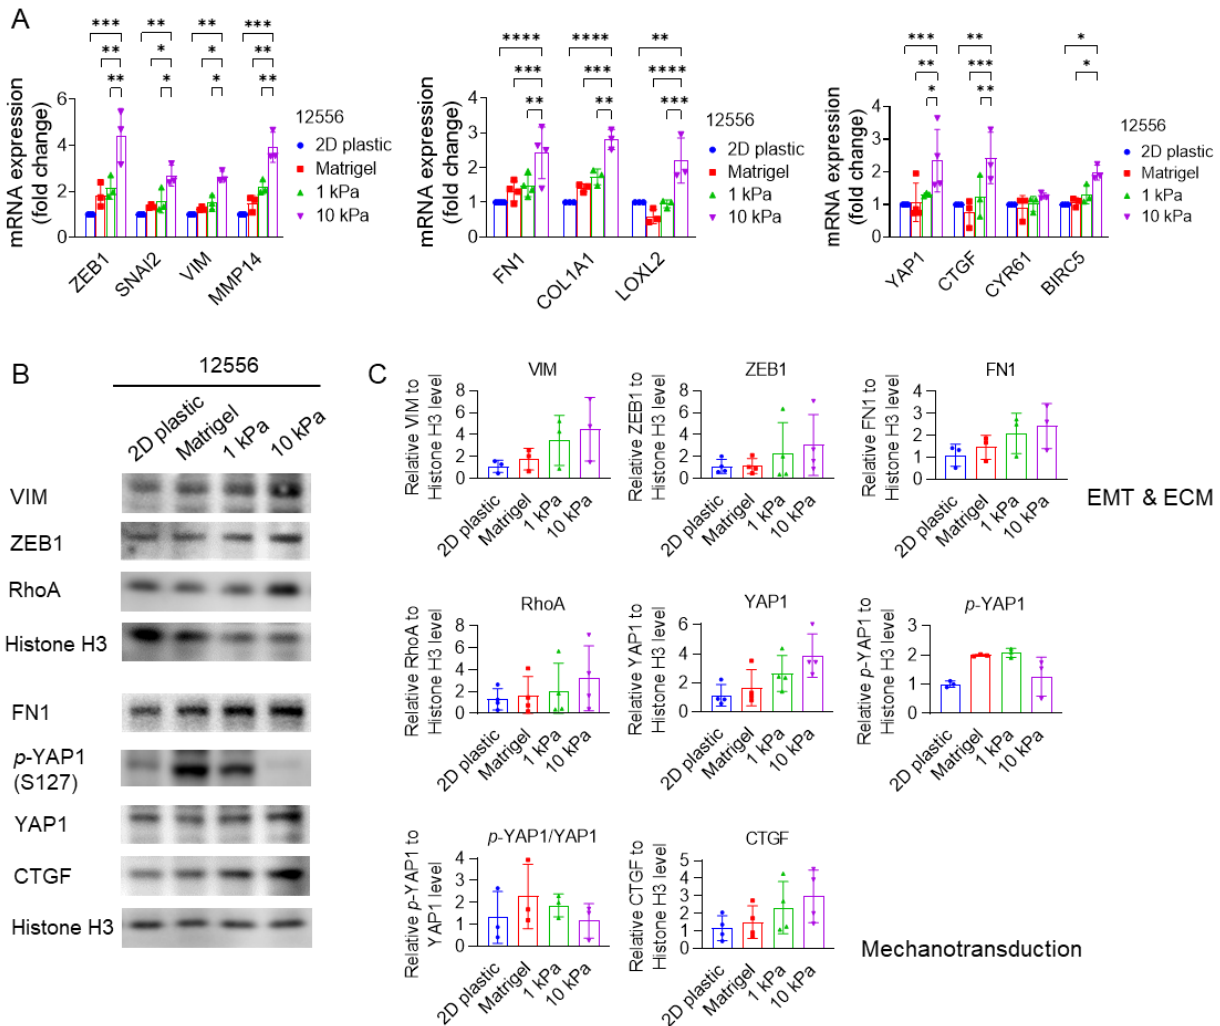 A
*** ** ** ***
** * * **
** * * **
mRNA expression
(fold change)
6
4
2
0
ZEB1
SNAI2
VIM
MMP14
12556
2D plastic
Matrigel
1 kPa
10 kPa
**** **** **
*** *** ****
** ** ***
mRNA expression
(fold change)
4
3
2
1
0
FN1
COL1A1
LOXL2
12556
2D plastic
Matrigel
1 kPa
10 kPa
*** ** *
** *** *
* **
mRNA expression
(fold change)
4
3
2
1
0
YAP1
CTGF
CYR61
BIRC5
12556
2D plastic
Matrigel
1 kPa
10 kPa
B
12556
2D plastic
Matrigel
1 kPa
10 kPa
VIM
ZEB1
RhoA
Histone H3
FN1
p-YAP1
(S127)
YAP1
CTGF
Histone H3
C
VIM
Relative VIM to
Histone H3 level
8
6
4
2
0
2D plastic
Matrigel
1 kPa
10 kPa
ZEB1
Relative ZEB1 to
Histone H3 level
8
6
4
2
0
2D plastic
Matrigel
1 kPa
10 kPa
FN1
Relative FN1 to
Histone H3 level
4
3
2
1
0
2D plastic
Matrigel
1 kPa
10 kPa
EMT & ECM
RhoA
Relative RhoA to
Histone H3 level
8
6
4
2
0
2D plastic
Matrigel
1 kPa
10 kPa
YAP1
Relative YAP1 to
Histone H3 level
6
4
2
0
2D plastic
Matrigel
1 kPa
10 kPa
p-YAP1
Relative p-YAP1 to
Histone H3 level
3
2
1
0
2D plastic
Matrigel
1 kPa
10 kPa
p-YAP1/YAP1
Relative p-YAP1 to
YAP1 level
4
3
2
1
0
2D plastic
Matrigel
1 kPa
10 kPa
CTGF
Relative CTGF to
Histone H3 level
5
4
3
2
1
0
2D plastic
Matrigel
1 kPa
10 kPa
Mechanotransduction